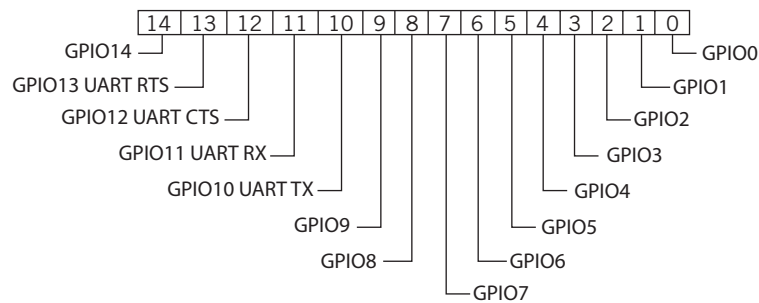 14 13 12 11 10 9 8 7 6 5 4 3 2 1 0
GPIO14 GPIO0
GPIO13 UART RTS GPIO1
GPIO12 UART CTS GPIO2
GPIO11 UART RX GPIO3
GPIO10 UART TX GPIO4
GPIO9 GPIO5
GPIO8 GPIO6
GPIO7